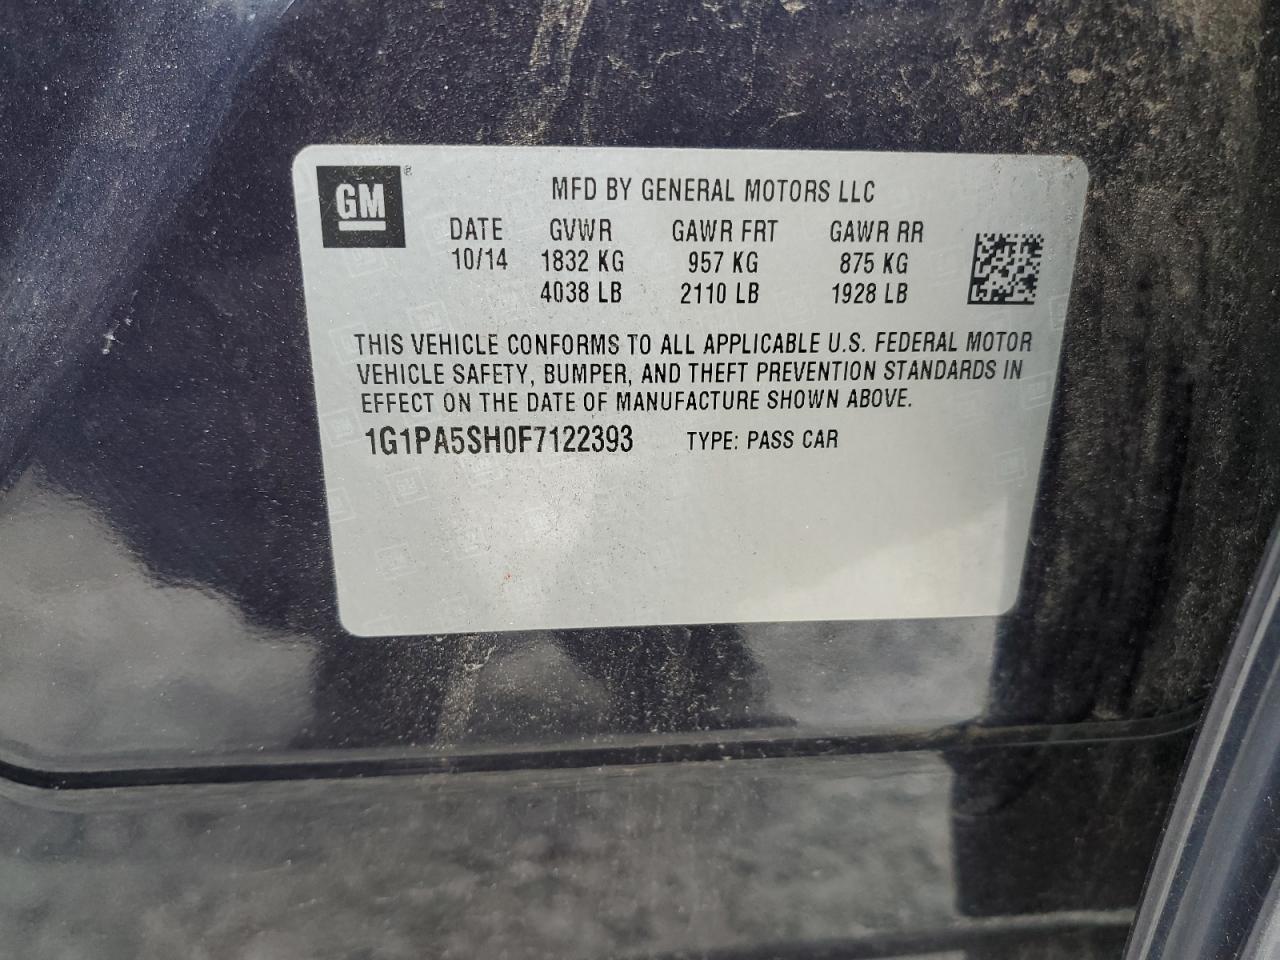 GM®
MFD BY GENERAL MOTORS LLC
DATE GVWR GAWR FRT GAWR RR
10/14 1832 KG 957 KG 875 KG
4038 LB 2110 LB 1928 LB
THIS VEHICLE CONFORMS TO ALL APPLICABLE U.S. FEDERAL MOTOR
VEHICLE SAFETY, BUMPER, AND THEFT PREVENTION STANDARDS IN
EFFECT ON THE DATE OF MANUFACTURE SHOWN ABOVE.
1G1PA5SH0F7122393 TYPE: PASS CAR